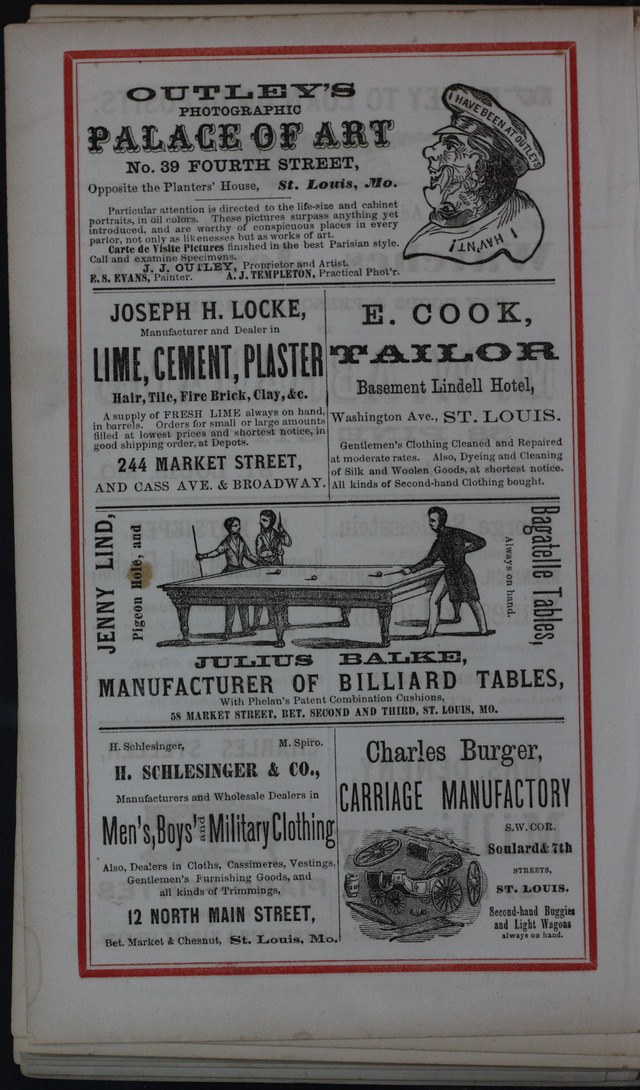 OUTLEY'S
PHOTOGRAPHIC
PALACE OF ART
No. 39 FOURTH STREET,
Opposite the Planters' House, St. Louis, Mo.
Particular attention is directed to the life-size and cabinet
portraits, in oil colors. These pictures surpass anything yet
introduced, and are worthy of conspicuous places in every
parlor, not only as likenesses but as works of art.
Carte de Visite Pictures finished in the best Parisian style.
Call and examine Specimens.
J. J. OUTLEY, Proprietor and Artist.
E. S. EVANS, Painter. A. J. TEMPLETON, Practical Phot'r.
I HAVE BEEN AT OUTLEYS
I HAV'NT!
JOSEPH H. LOCKE,
Manufacturer and Dealer in
LIME, CEMENT, PLASTER
Hair, Tile, Fire Brick, Clay, &c.
A supply of FRESH LIME always on hand,
in barrels. Orders for small or large amounts
filled at lowest prices and shortest notice, in
good shipping order, at Depots.
244 MARKET STREET,
AND CASS AVE. & BROADWAY.
E. COOK,
TAILOR
Basement Lindell Hotel,
Washington Ave., ST. LOUIS.
Gentlemen's Clothing Cleaned and Repaired
at moderate rates. Also, Dyeing and Cleaning
of Silk and Woolen Goods, at shortest notice.
All kinds of Second-hand Clothing bought.
JENNY LIND,
Pigeon Hole, and
Bagatelle Tables,
Always on hand.
JULIUS BALKE,
MANUFACTURER OF BILLIARD TABLES,
With Phelan's Patent Combination Cushions,
58 MARKET STREET, BET. SECOND AND THIRD, ST. LOUIS, MO.
H. Schlesinger, M. Spiro.
H. SCHLESINGER & CO.,
Manufacturers and Wholesale Dealers in
Men's, Boys' and Military Clothing
Also, Dealers in Cloths, Cassimeres, Vestings,
Gentlemen's Furnishing Goods, and
all kinds of Trimmings,
12 NORTH MAIN STREET,
Bet. Market & Chesnut, St. Louis, Mo.
Charles Burger,
CARRIAGE MANUFACTORY
S.W. COR.
Soulard & 7th
STREETS,
ST. LOUIS.
Second-hand Buggies
and Light Wagons
always on hand.